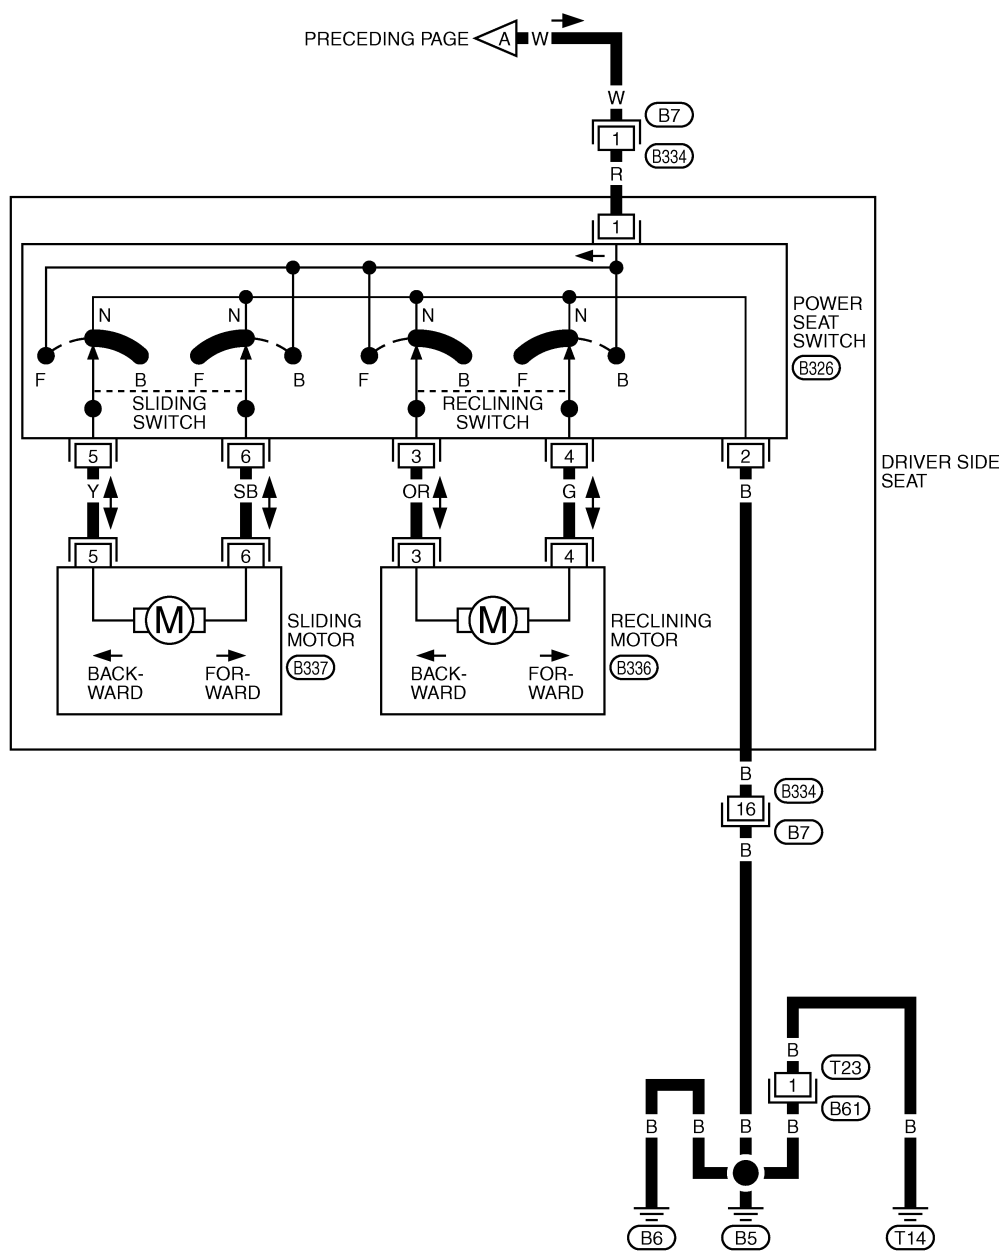 PRECEDING PAGE
A
W
W
B7
1
B334
R
1
N
N
N
N
F
B
F
B
F
B
F
B
SLIDING
SWITCH
RECLINING
SWITCH
POWER
SEAT
SWITCH
B326
5
6
3
4
2
DRIVER SIDE
SEAT
Y
SB
OR
G
B
5
6
3
4
M
M
SLIDING
MOTOR
B337
RECLINING
MOTOR
B336
BACK-
WARD
FOR-
WARD
BACK-
WARD
FOR-
WARD
B
B334
16
B7
B
B
T23
1
B61
B
B
B
B
B
B6
B5
T14